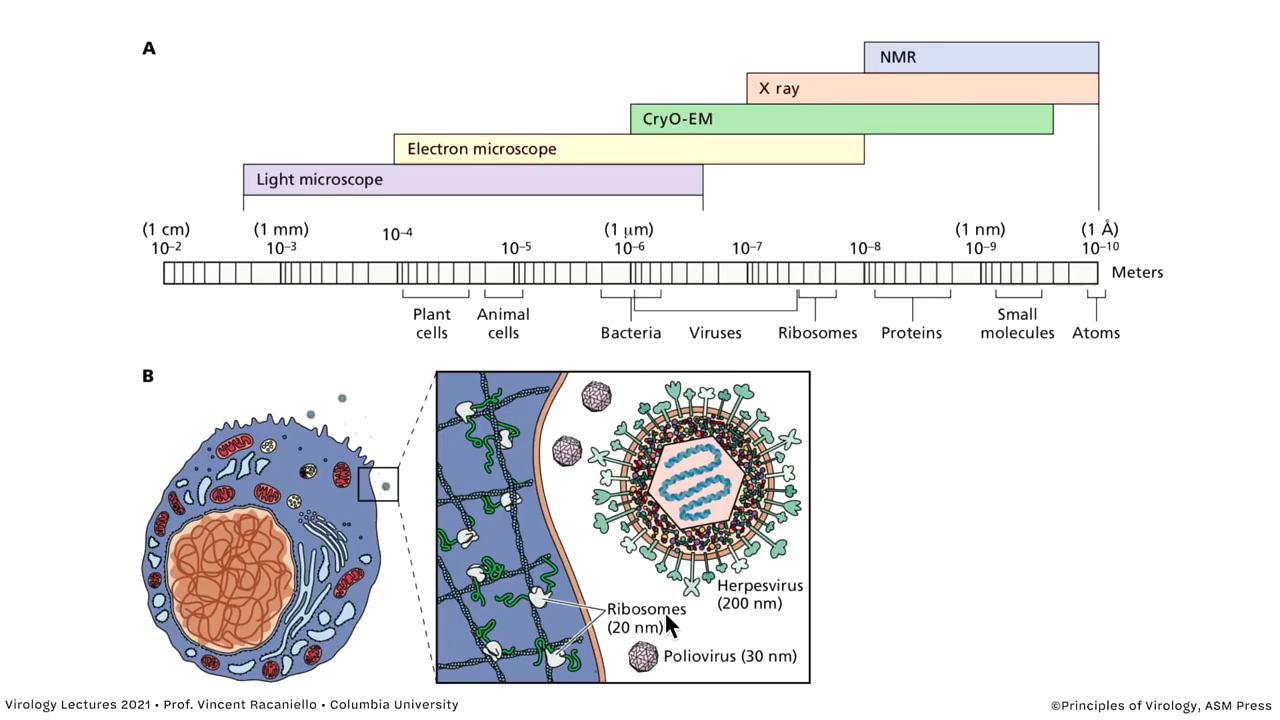 A
NMR
X ray
CryO-EM
Electron microscope
Light microscope
(1 cm) (1 mm) (1 μm) (1 nm) (1 Å)
10⁻² 10⁻³ 10⁻⁴ 10⁻⁵ 10⁻⁶ 10⁻⁷ 10⁻⁸ 10⁻⁹ 10⁻¹⁰
Meters
Plant cells
Animal cells
Bacteria
Viruses
Ribosomes
Proteins
Small molecules
Atoms
B
Herpesvirus
(200 nm)
Ribosomes
(20 nm)
Poliovirus (30 nm)
Virology Lectures 2021 • Prof. Vincent Racaniello • Columbia University
©Principles of Virology, ASM Press